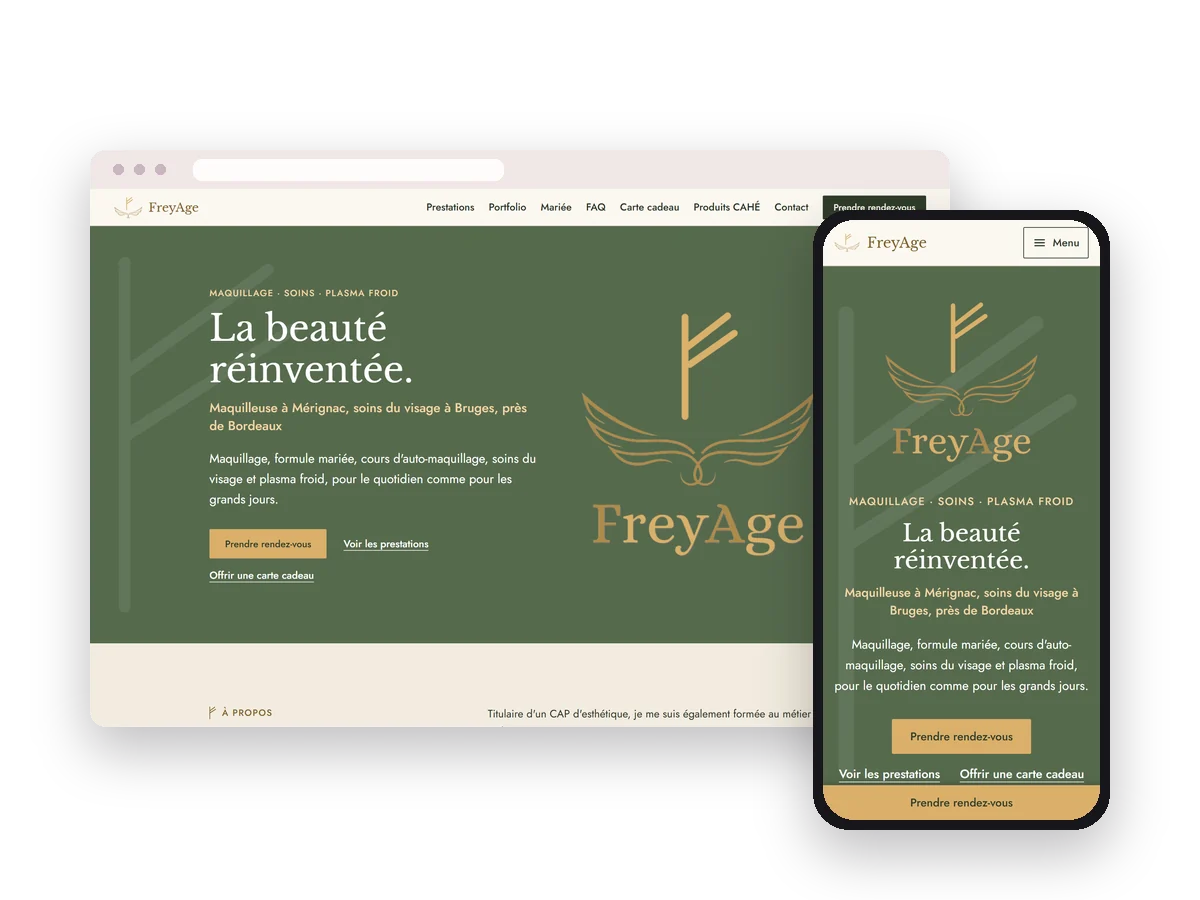 FreyAge
Prestations Portfolio Mariée FAQ Carte cadeau Produits CAHÉ Contact Prendre rendez-vous
MAQUILLAGE · SOINS · PLASMA FROID
La beauté
réinventée.
Maquilleuse à Mérignac, soins du visage à Bruges, près
de Bordeaux
Maquillage, formule mariée, cours d'auto-maquillage, soins du
visage et plasma froid, pour le quotidien comme pour les
grands jours.
Prendre rendez-vous Voir les prestations
Offrir une carte cadeau
FreyAge
À PROPOS
Titulaire d'un CAP d'esthétique, je me suis également formée au métier
FreyAge
Menu
FreyAge
MAQUILLAGE · SOINS · PLASMA FROID
La beauté
réinventée.
Maquilleuse à Mérignac, soins du visage à
Bruges, près de Bordeaux
Maquillage, formule mariée, cours d'auto-
maquillage, soins du visage et plasma froid,
pour le quotidien comme pour les grands jours.
Prendre rendez-vous
Voir les prestations Offrir une carte cadeau
Prendre rendez-vous